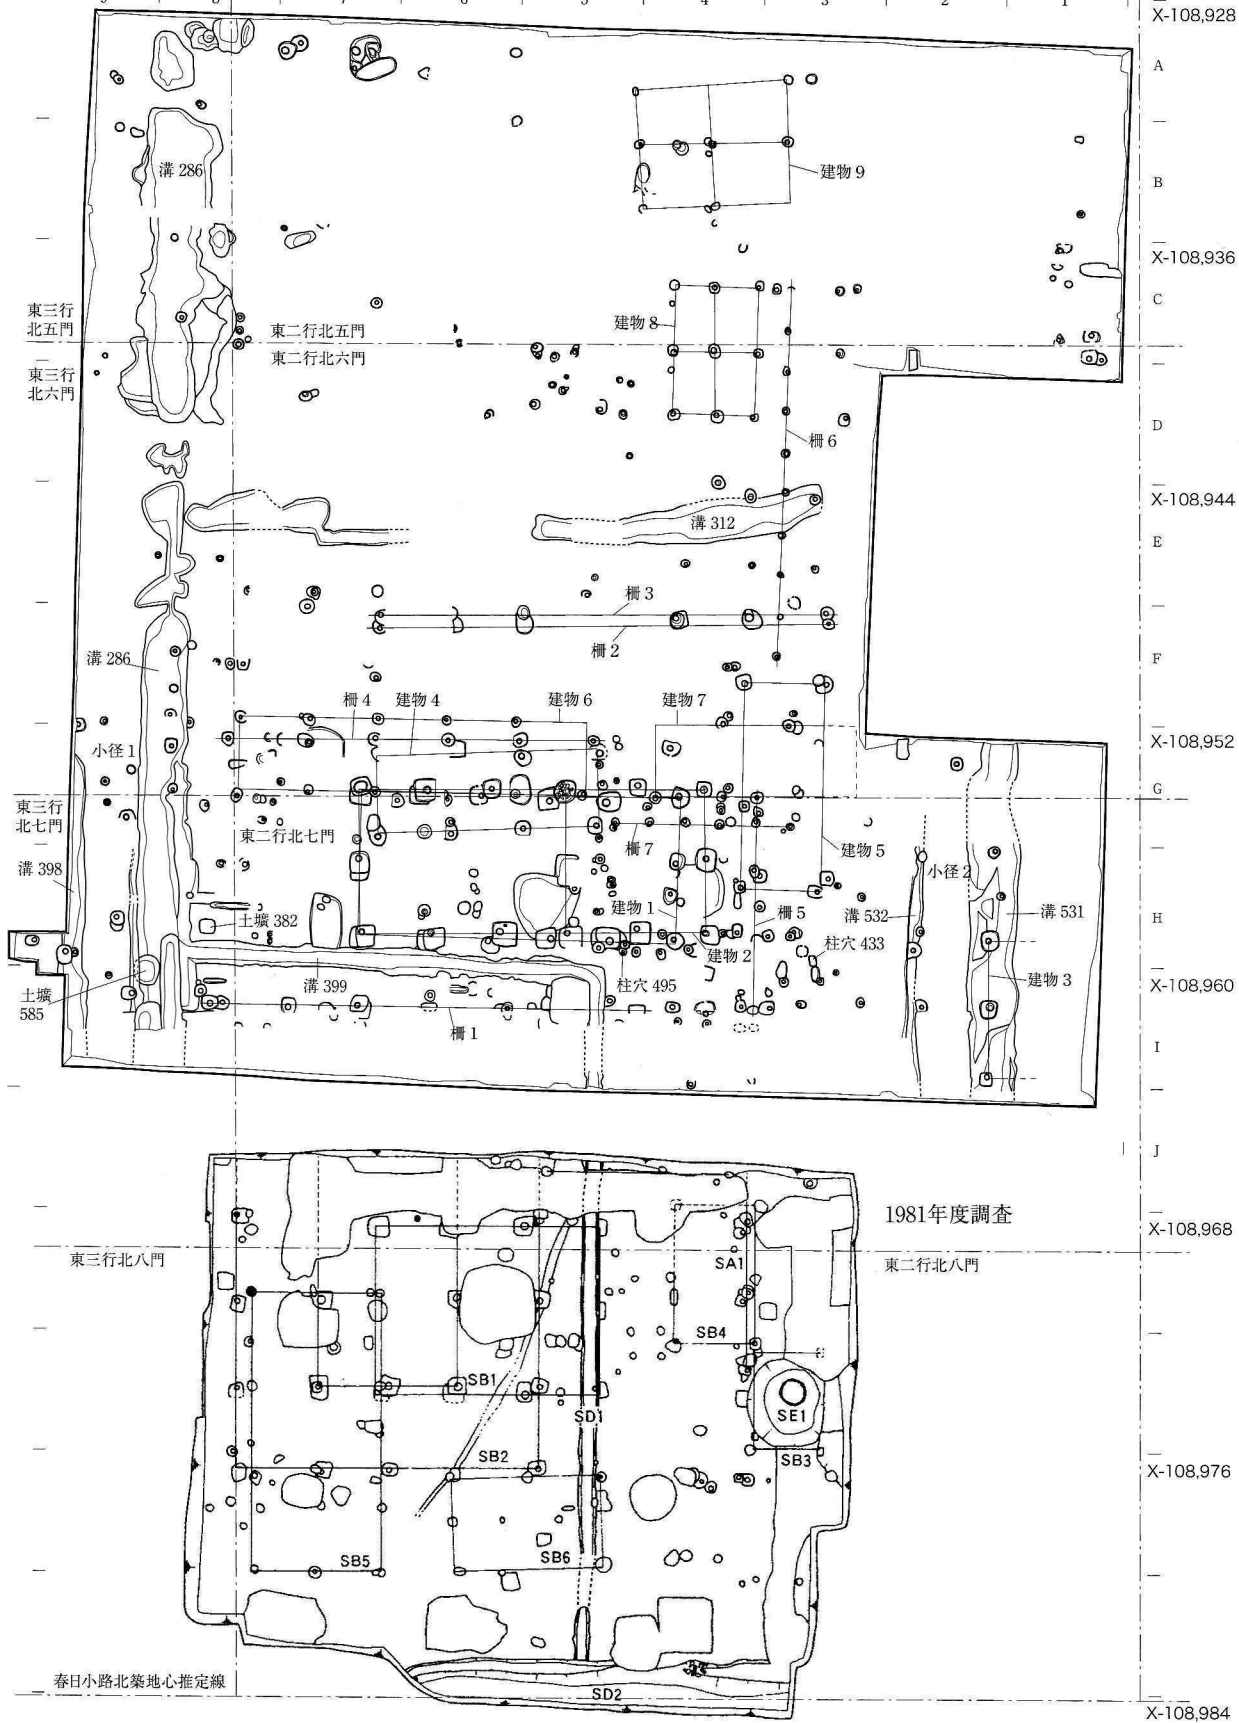 7
4
3
2
1
X-108,928
A
溝 286
建物 9
B
X-108,936
C
東三行
北五門
東二行北五門
建物 8
東二行北六門
東三行
北六門
D
柵 6
X-108,944
溝 312
E
柵 3
柵 2
F
溝 286
柵 4
建物 4
建物 6
建物 7
小径 1
X-108,952
G
東三行
北七門
東二行北七門
柵 7
建物 5
溝 398
小径 2
建物 1
柵 5
溝 532
溝 531
H
土壙 382
建物 2
柱穴 433
建物 3
土壙
585
溝 399
柱穴 495
X-108,960
柵 1
I
J
1981年度調査
X-108,968
東三行北八門
東二行北八門
SA1
SB4
SB1
SD1
SE1
SB2
SB3
X-108,976
SB5
SB6
春日小路北築地心推定線
SD2
X-108,984